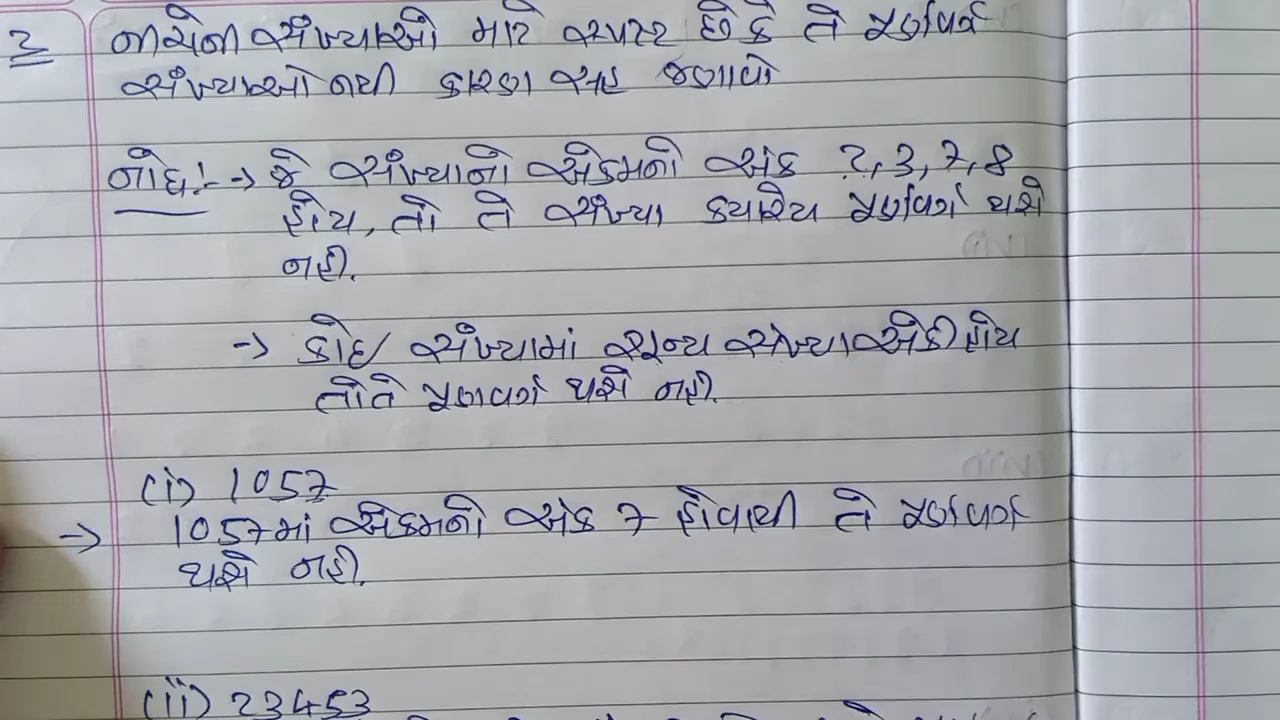 2 નીચેની સંખ્યાઓ માટે સ્પષ્ટ છે કે તે પૂર્ણવર્ગ
સંખ્યાઓ નથી કારણ સહ જણાવો
નોંધ :- → જે સંખ્યાનો એકમનો અંક 2, 3, 7, 8
હોય, તો તે સંખ્યા ક્યારેય પૂર્ણવર્ગ થશે
નહી.
→ કોઇ સંખ્યામાં શૂન્ય સંખ્યા એકી હોય
તો તે પૂર્ણવર્ગ થશે નહી.
(i) 1057
→ 1057માં એકમનો અંક 7 હોવાથી તે પૂર્ણવર્ગ
થશે નહી.
(ii) 23453